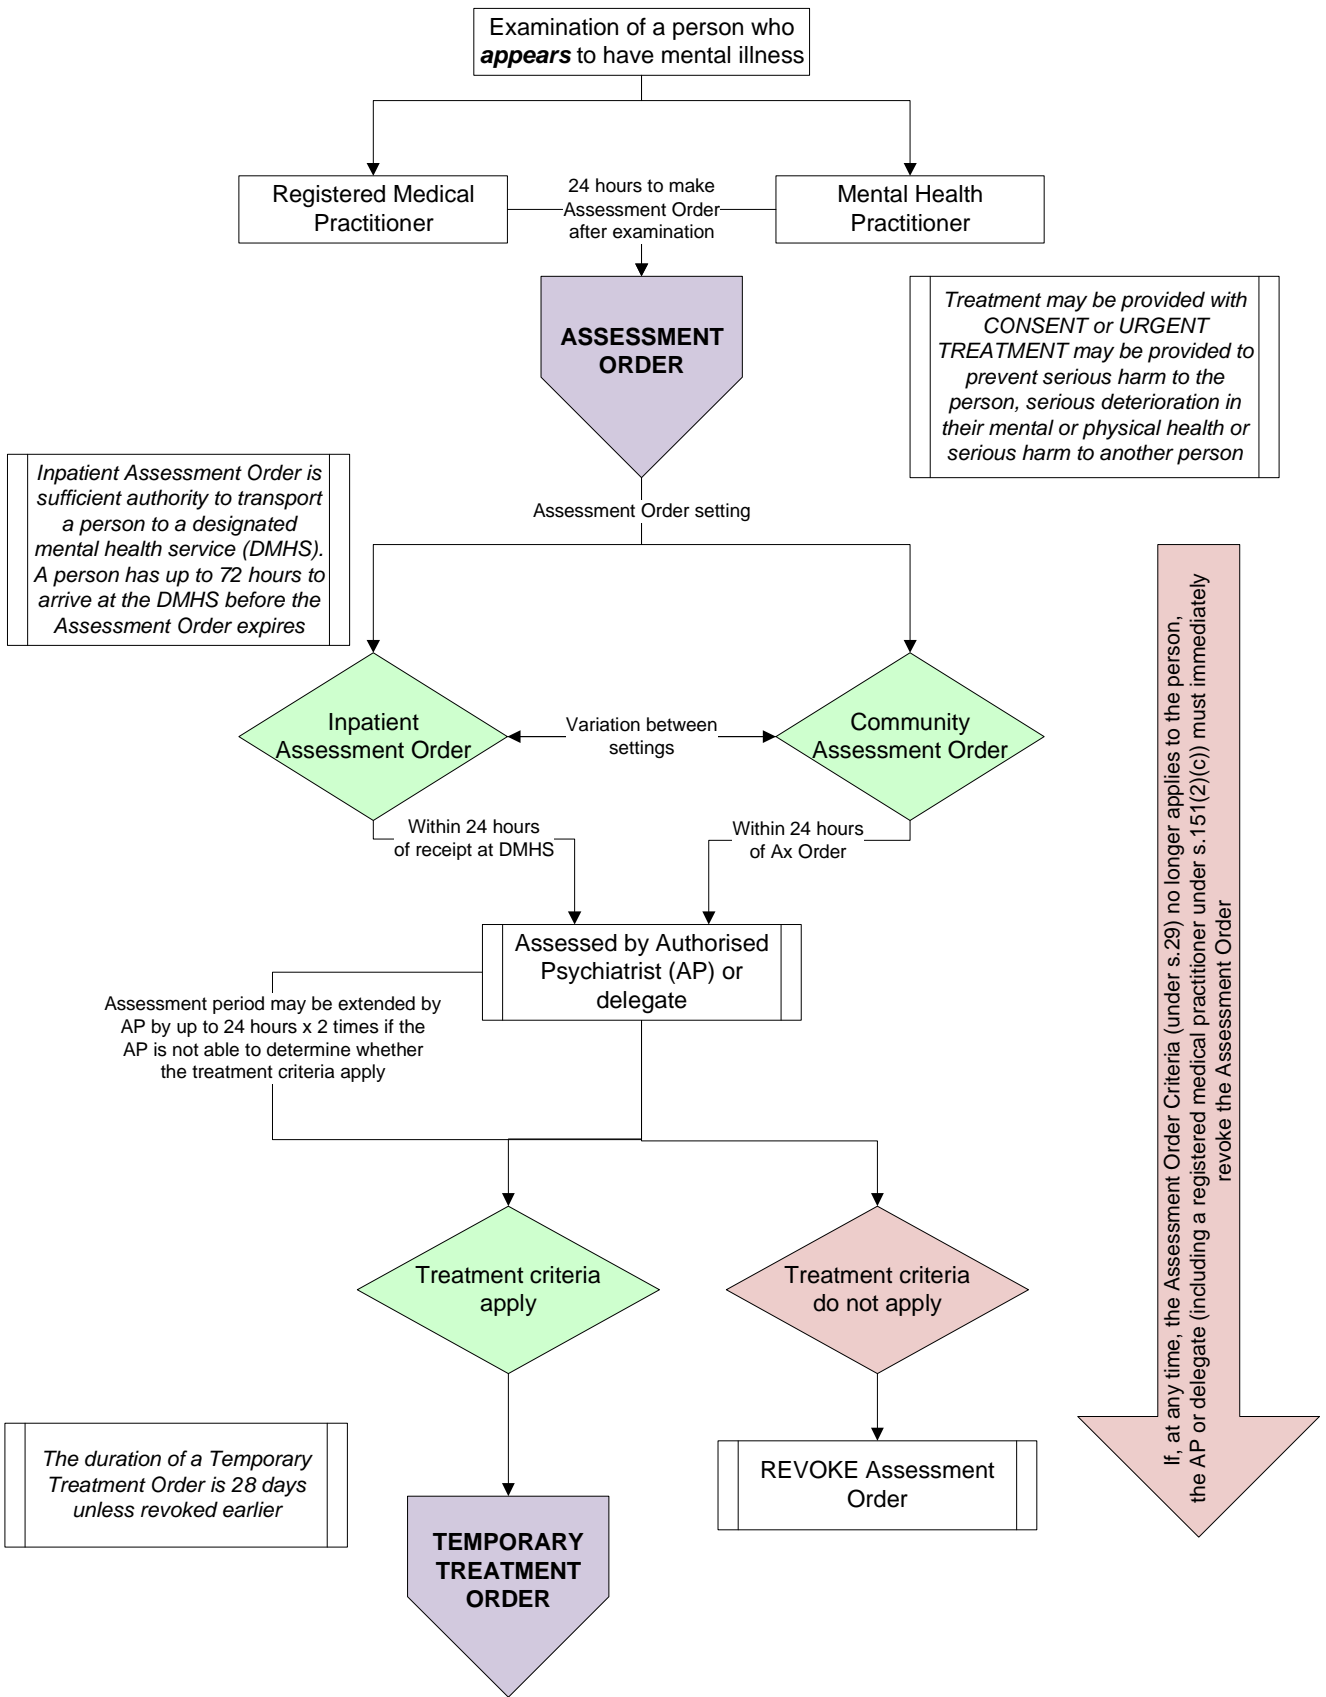 Examination of a person who
appears to have mental illness
Registered Medical
Practitioner
24 hours to make
Assessment Order
after examination
Mental Health
Practitioner
ASSESSMENT
ORDER
Treatment may be provided with
CONSENT or URGENT
TREATMENT may be provided to
prevent serious harm to the
person, serious deterioration in
their mental or physical health or
serious harm to another person
Inpatient Assessment Order is
sufficient authority to transport
a person to a designated
mental health service (DMHS).
A person has up to 72 hours to
arrive at the DMHS before the
Assessment Order expires
Assessment Order setting
Inpatient
Assessment Order
Variation between
settings
Community
Assessment Order
Within 24 hours
of receipt at DMHS
Within 24 hours
of Ax Order
Assessed by Authorised
Psychiatrist (AP) or
delegate
Assessment period may be extended by
AP by up to 24 hours x 2 times if the
AP is not able to determine whether
the treatment criteria apply
If, at any time, the Assessment Order Criteria (under s.29) no longer applies to the person,
the AP or delegate (including a registered medical practitioner under s.151(2)(c)) must immediately
revoke the Assessment Order
Treatment criteria
apply
Treatment criteria
do not apply
The duration of a Temporary
Treatment Order is 28 days
unless revoked earlier
REVOKE Assessment
Order
TEMPORARY
TREATMENT
ORDER